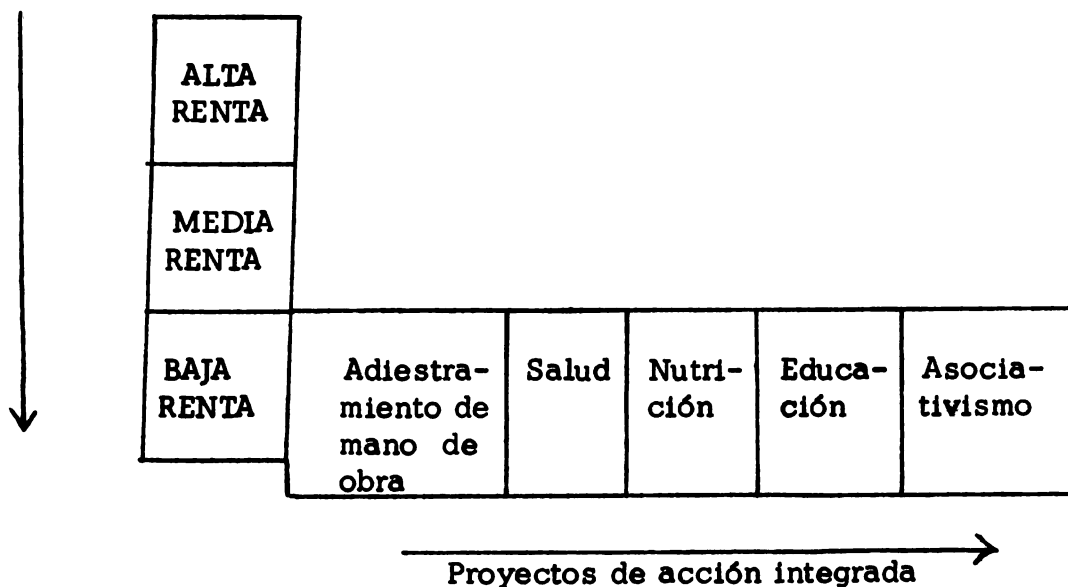 ALTA
RENTA
MEDIA
RENTA
BAJA
RENTA
Adiestra-
miento de
mano de
obra
Salud
Nutri-
ción
Educa-
ción
Asocia-
tivismo
Proyectos de acción integrada